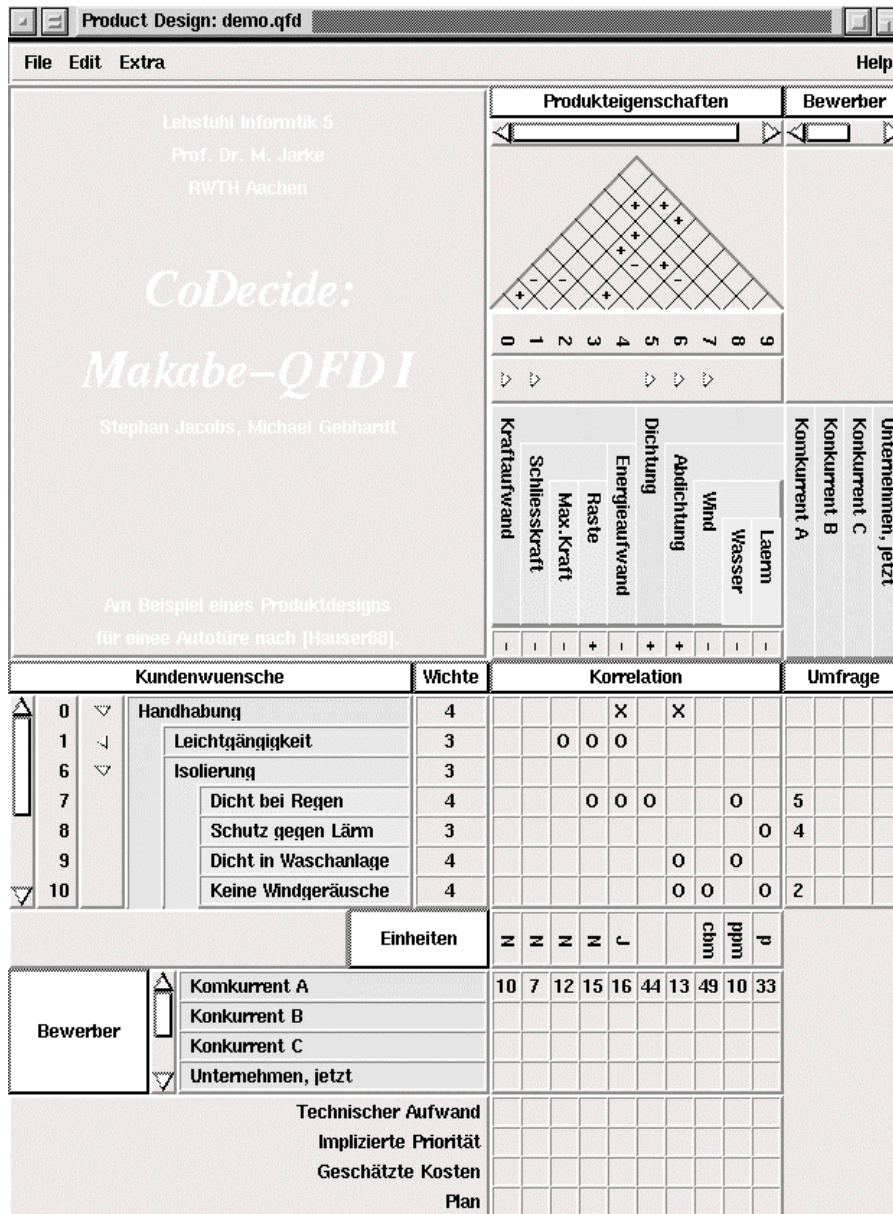 Product Design: demo.qfd
File Edit Extra Help
Lehstuhl Informtik 5
Prof. Dr. M. Jarke
RWTH Aachen
CoDecide:
Makabe-QFD I
Stephan Jacobs, Michael Gebhardt
Am Beispiel eines Produktdesigns
für einee Autotüre nach [Hauser88].
Produkteigenschaften Bewerber
+ +
+
+
+
- +
- - -
+ +
0 1 2 3 4 5 6 7 8 9
Kraftaufwand
Schliesskraft
Max.Kraft
Raste
Energieaufwand
Dichtung
Abdichtung
Wind
Wasser
Laerm
Komkurrent A
Konkurrent B
Konkurrent C
Unternehmen, jetzt
- - - + - + + - - -
Kundenwuensche Wichte Korrelation Umfrage
0 Handhabung 4 X X
1 Leichtgängigkeit 3 O O O
6 Isolierung 3
7 Dicht bei Regen 4 O O O O 5
8 Schutz gegen Lärm 3 O 4
9 Dicht in Waschanlage 4 O O
10 Keine Windgeräusche 4 O O O 2
Einheiten N N N N J cbm ppm p
Bewerber
Komkurrent A 10 7 12 15 16 44 13 49 10 33
Konkurrent B
Konkurrent C
Unternehmen, jetzt
Technischer Aufwand
Implizierte Priorität
Geschätzte Kosten
Plan